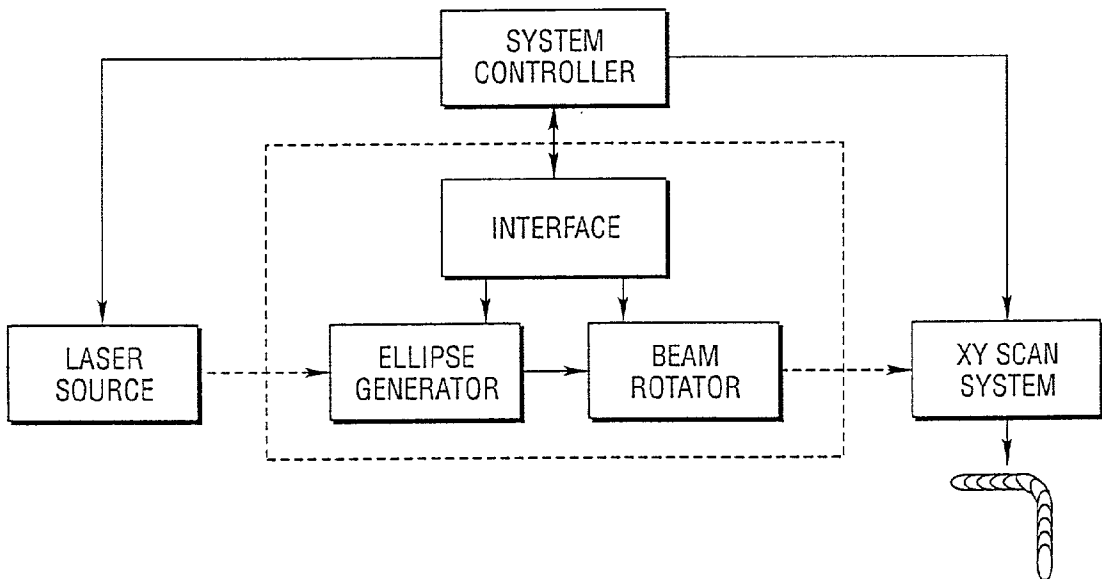 SYSTEM
CONTROLLER
INTERFACE
LASER
SOURCE
ELLIPSE
GENERATOR
BEAM
ROTATOR
XY SCAN
SYSTEM